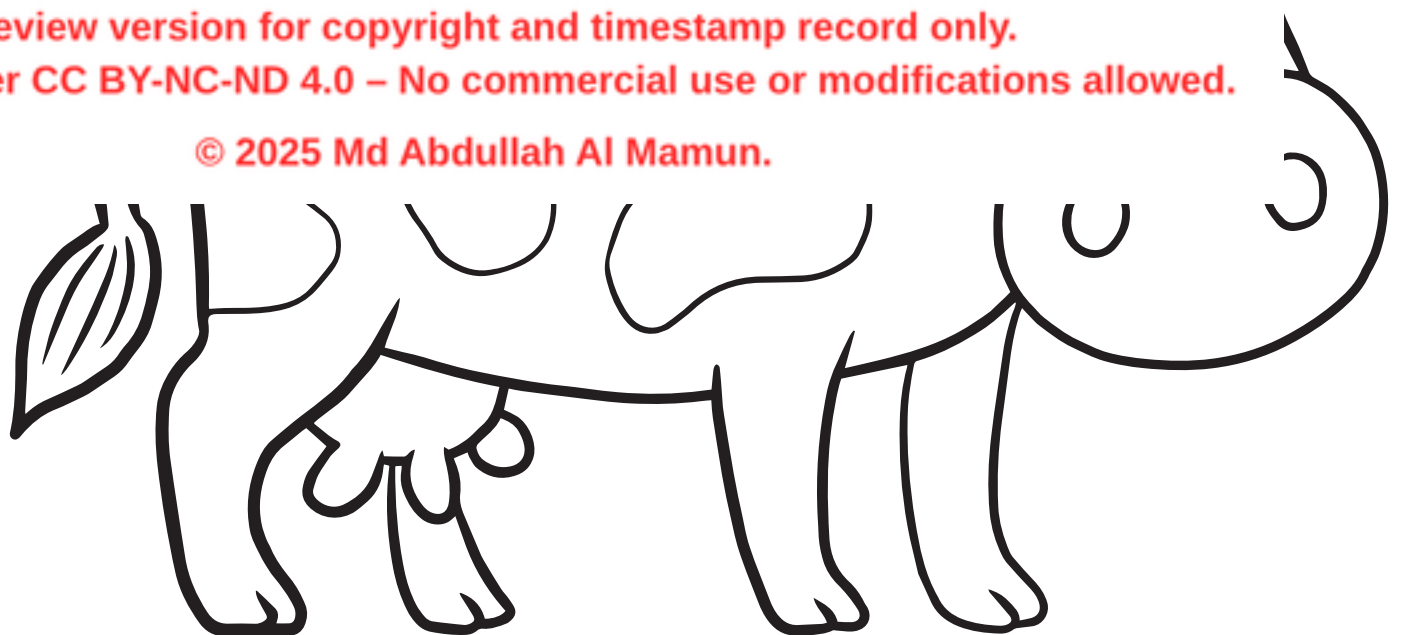 eview version for copyright and timestamp record only.
er CC BY-NC-ND 4.0 – No commercial use or modifications allowed.
© 2025 Md Abdullah Al Mamun.